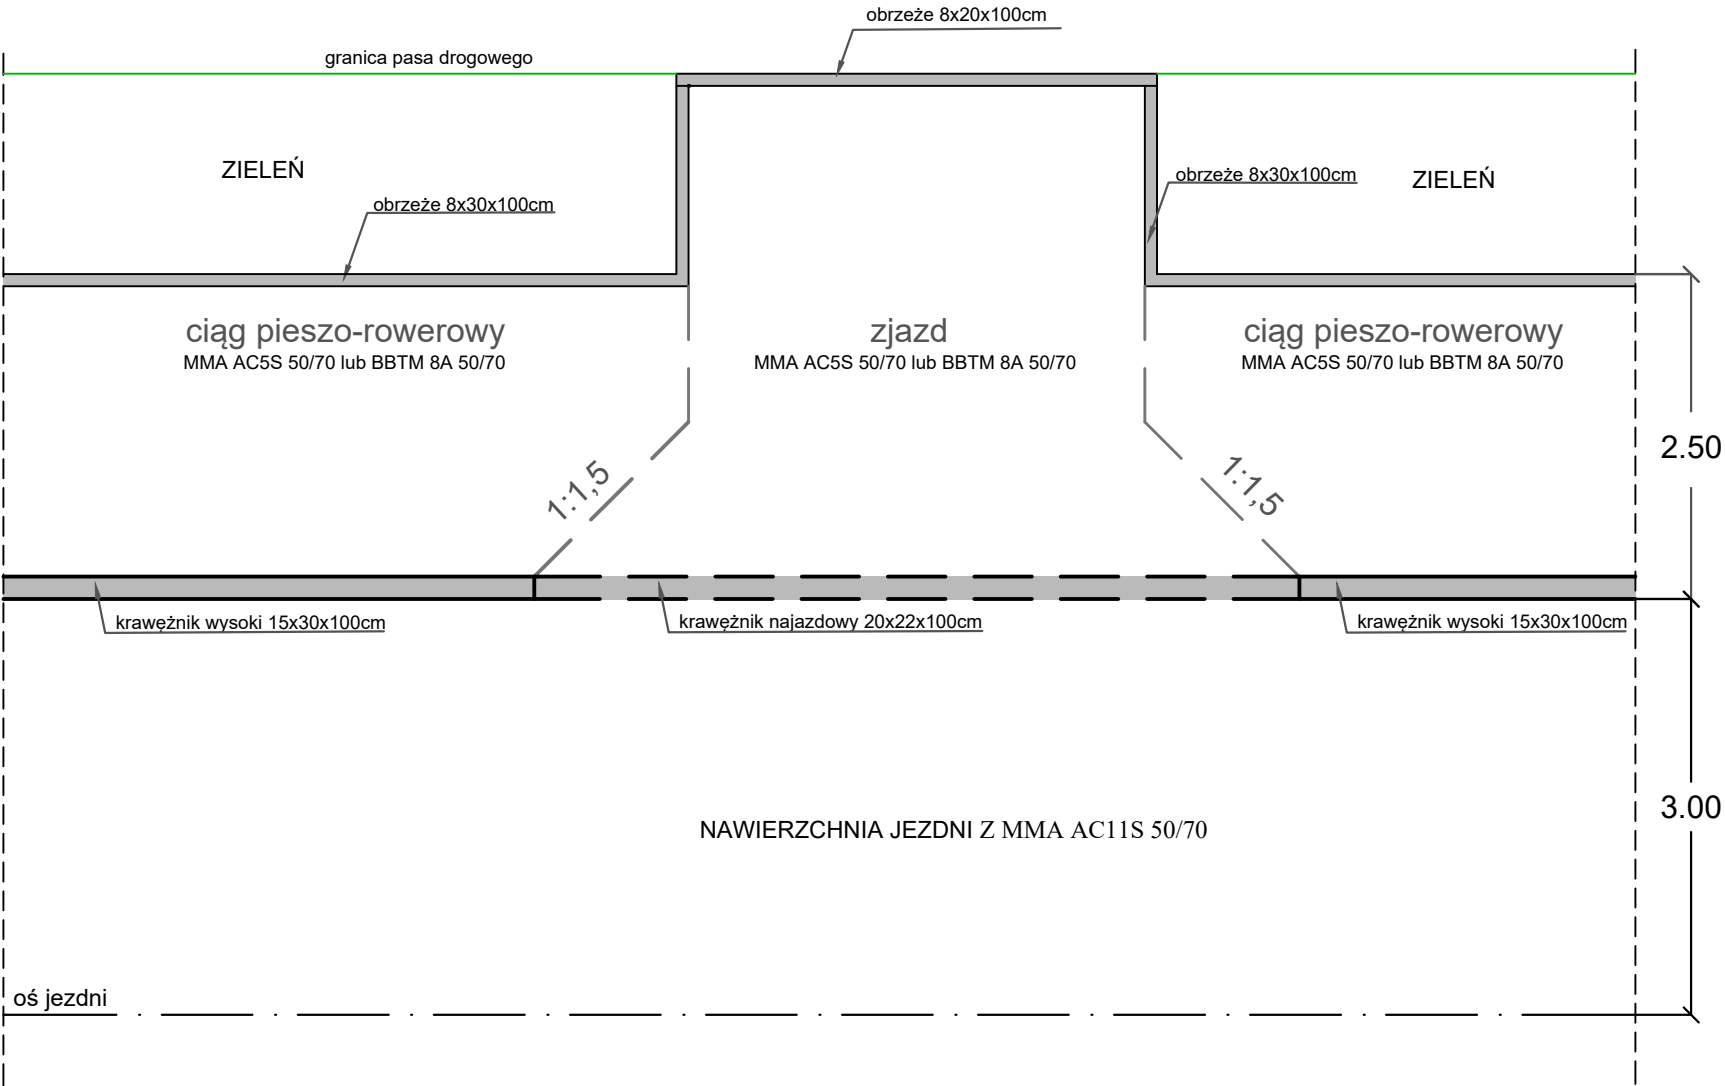 obrzeże 8x20x100cm
granica pasa drogowego
ZIELEŃ
obrzeże 8x30x100cm
ZIELEŃ
obrzeże 8x30x100cm
ciąg pieszo-rowerowy
MMA AC5S 50/70 lub BBTM 8A 50/70
zjazd
MMA AC5S 50/70 lub BBTM 8A 50/70
ciąg pieszo-rowerowy
MMA AC5S 50/70 lub BBTM 8A 50/70
2.50
1:1,5
1:1,5
krawężnik wysoki 15x30x100cm
krawężnik najazdowy 20x22x100cm
krawężnik wysoki 15x30x100cm
3.00
NAWIERZCHNIA JEZDNI Z MMA AC11S 50/70
oś jezdni